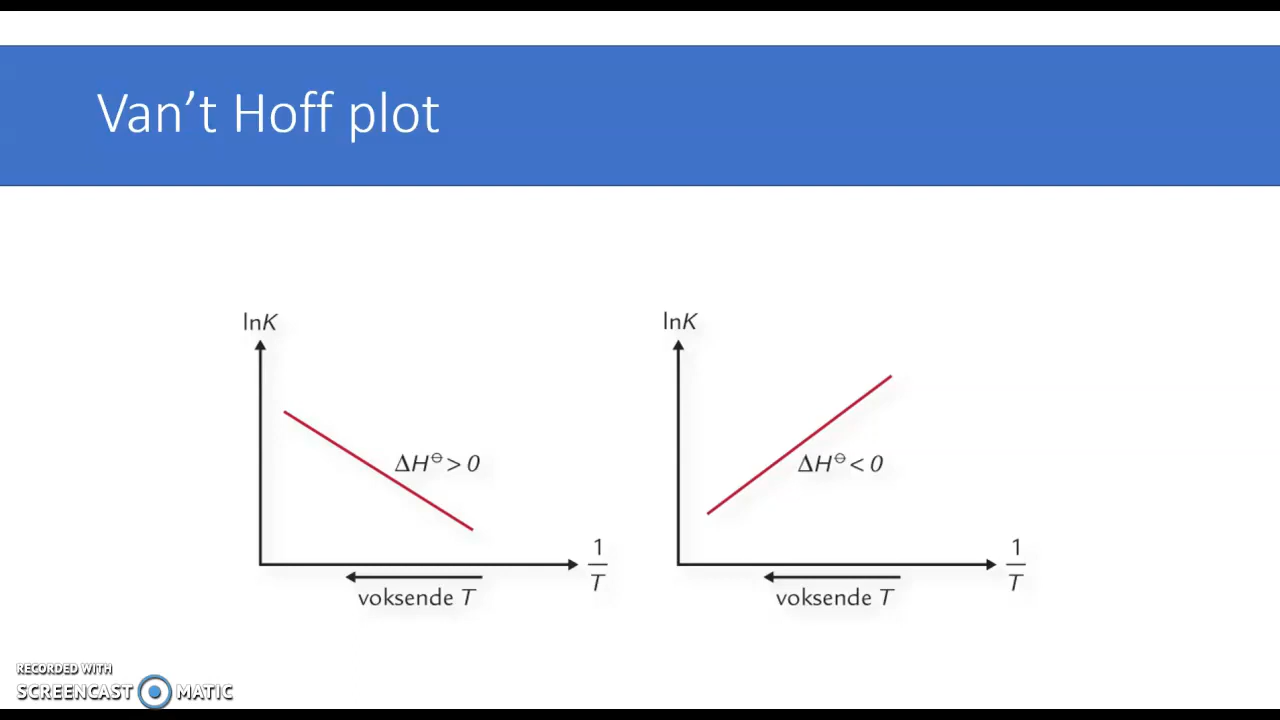 Van’t Hoff plot
lnK
ΔH⊖ > 0
1
T
voksende T
lnK
ΔH⊖ < 0
1
T
voksende T
RECORDED WITH
SCREENCAST MATIC